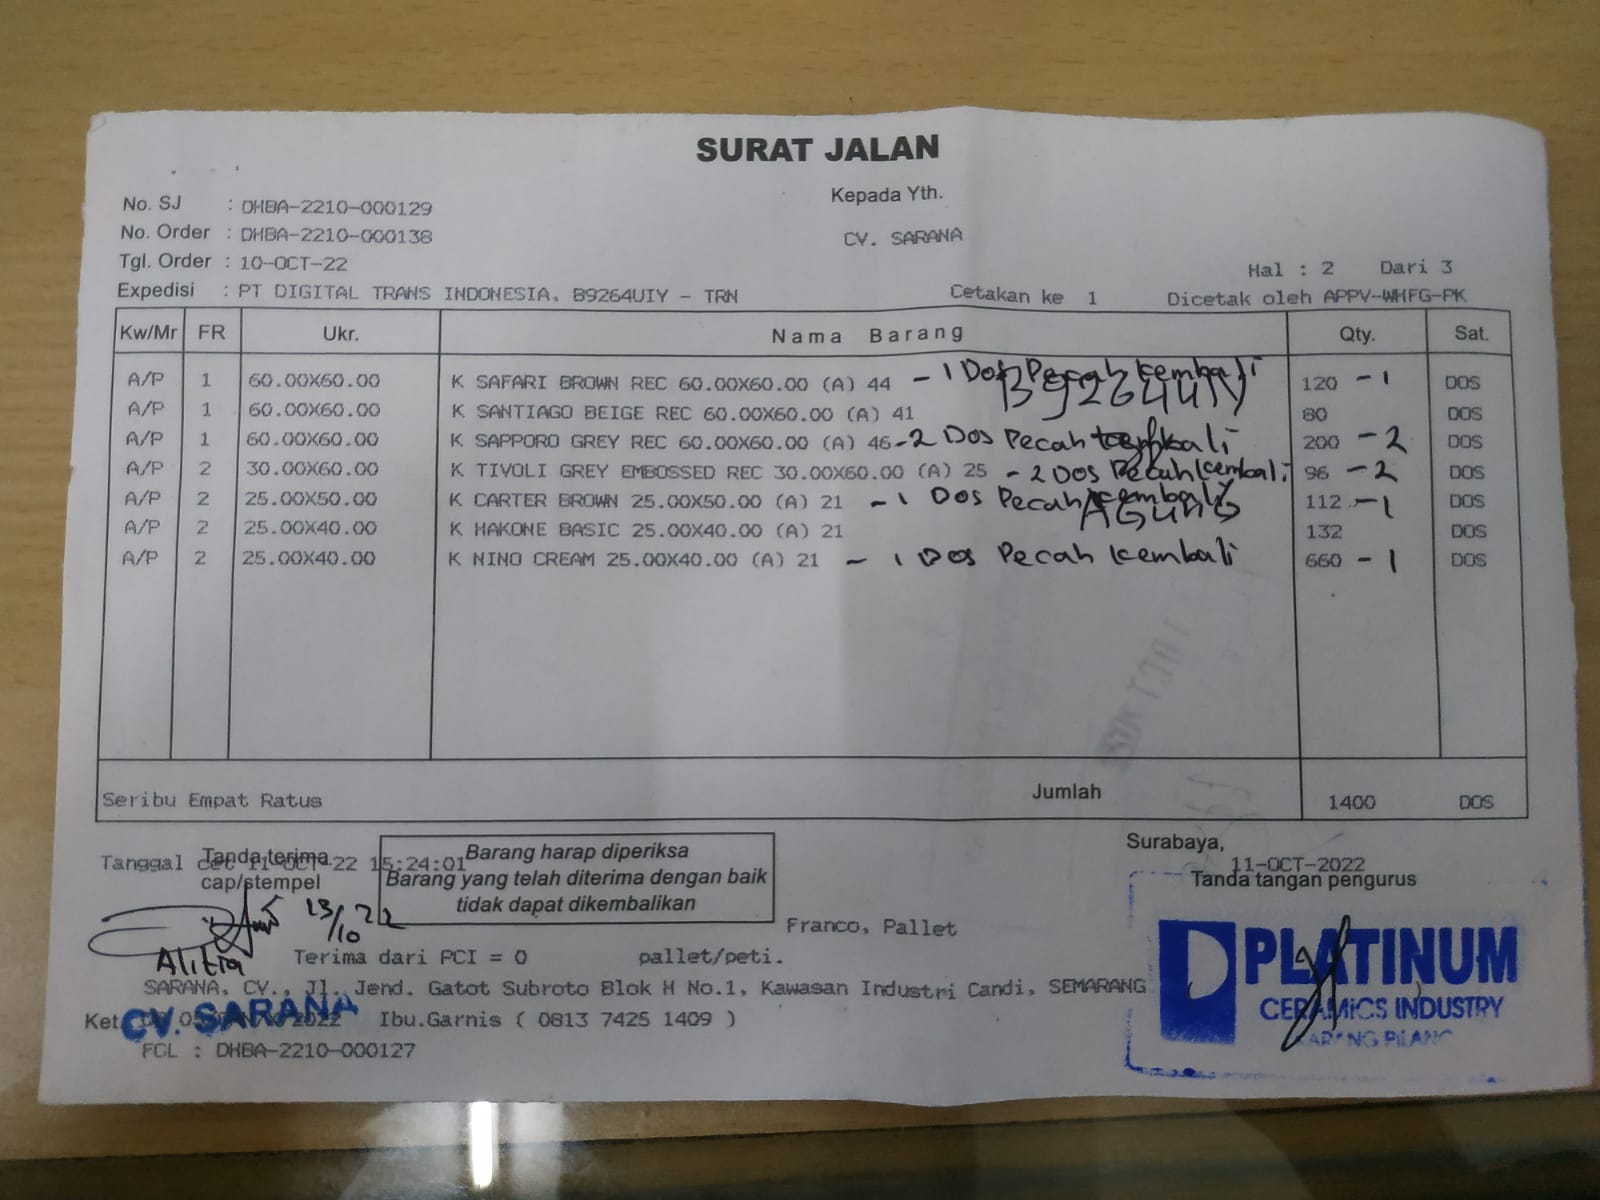 SURAT JALAN
No. SJ : DHBA-2210-000129
Kepada Yth.
No. Order : DHBA-2210-000138
CV. SARANA
Tgl. Order : 10-OCT-22
Hal : 2 Dari 3
Expedisi : PT DIGITAL TRANS INDONESIA. B9264UIY - TRN
Cetakan ke 1 Dicetak oleh APPV-WHFG-PK
Kw/Mr FR Ukr. Nama Barang Qty. Sat.
A/P 1 60.00X60.00 K SAFARI BROWN REC 60.00X60.00 (A) 44 - 1 Dos Pecah kembali 120 - 1 DOS
B9264UIY
A/P 1 60.00X60.00 K SANTIAGO BEIGE REC 60.00X60.00 (A) 41 80 DOS
A/P 1 60.00X60.00 K SAPPORO GREY REC 60.00X60.00 (A) 46 - 2 Dos Pecah kembali 200 - 2 DOS
A/P 2 30.00X60.00 K TIVOLI GREY EMBOSSED REC 30.00X60.00 (A) 25 - 2 Dos Pecah kembali 96 - 2 DOS
A/P 2 25.00X50.00 K CARTER BROWN 25.00X50.00 (A) 21 - 1 Dos Pecah kembali 112 - 1 DOS
AGUNG
A/P 2 25.00X40.00 K HAKONE BASIC 25.00X40.00 (A) 21 132 DOS
A/P 2 25.00X40.00 K NINO CREAM 25.00X40.00 (A) 21 - 1 Dos Pecah kembali 660 - 1 DOS
Seribu Empat Ratus Jumlah 1400 DOS
Tanggal cet 11-OCT-22 15:24:01
Tanda terima
cap/stempel
Barang harap diperiksa
Barang yang telah diterima dengan baik
tidak dapat dikembalikan
Surabaya,
11-OCT-2022
Tanda tangan pengurus
13/10 22
Franco, Pallet
Terima dari PCI = 0 pallet/peti.
SARANA, CV., Jl. Jend. Gatot Subroto Blok H No.1, Kawasan Industri Candi, SEMARANG
Ket. 2022 Ibu.Garnis ( 0813 7425 1409 )
CV. SARANA
FCL : DHBA-2210-000127
PLATINUM
CERAMICS INDUSTRY
KARANG PILANG